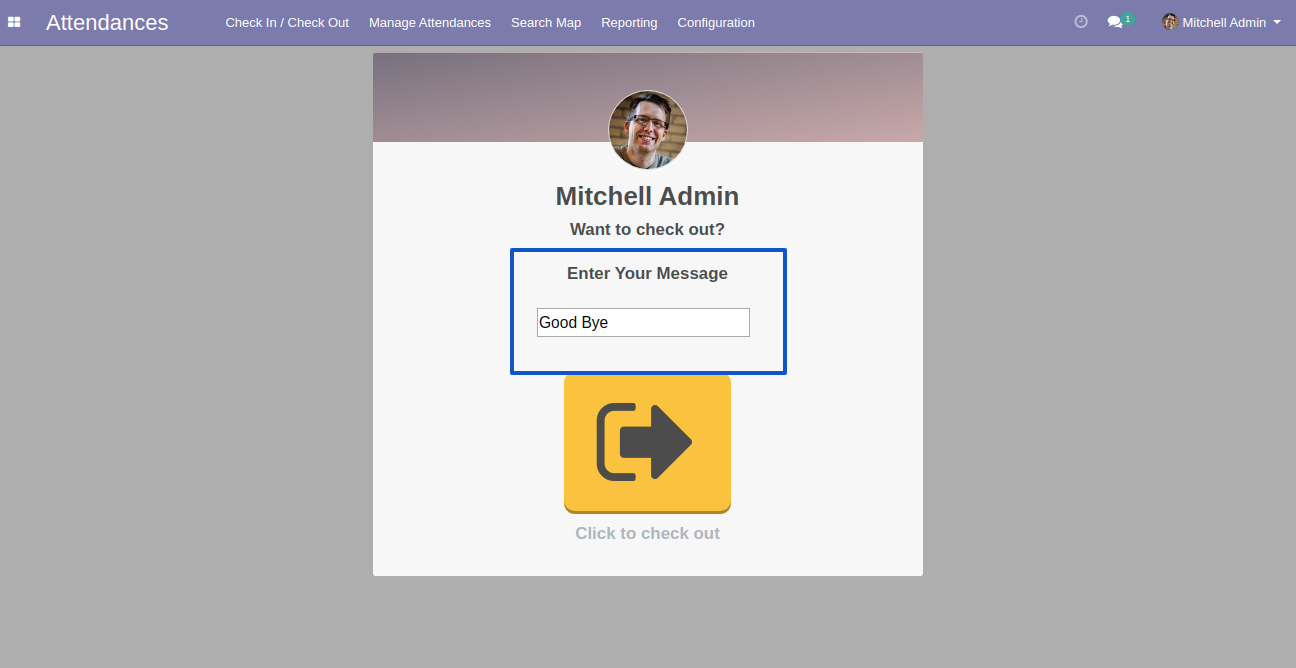 Attendances Check In / Check Out Manage Attendances Search Map Reporting Configuration 1 Mitchell Admin
Mitchell Admin
Want to check out?
Enter Your Message
Good Bye
Click to check out